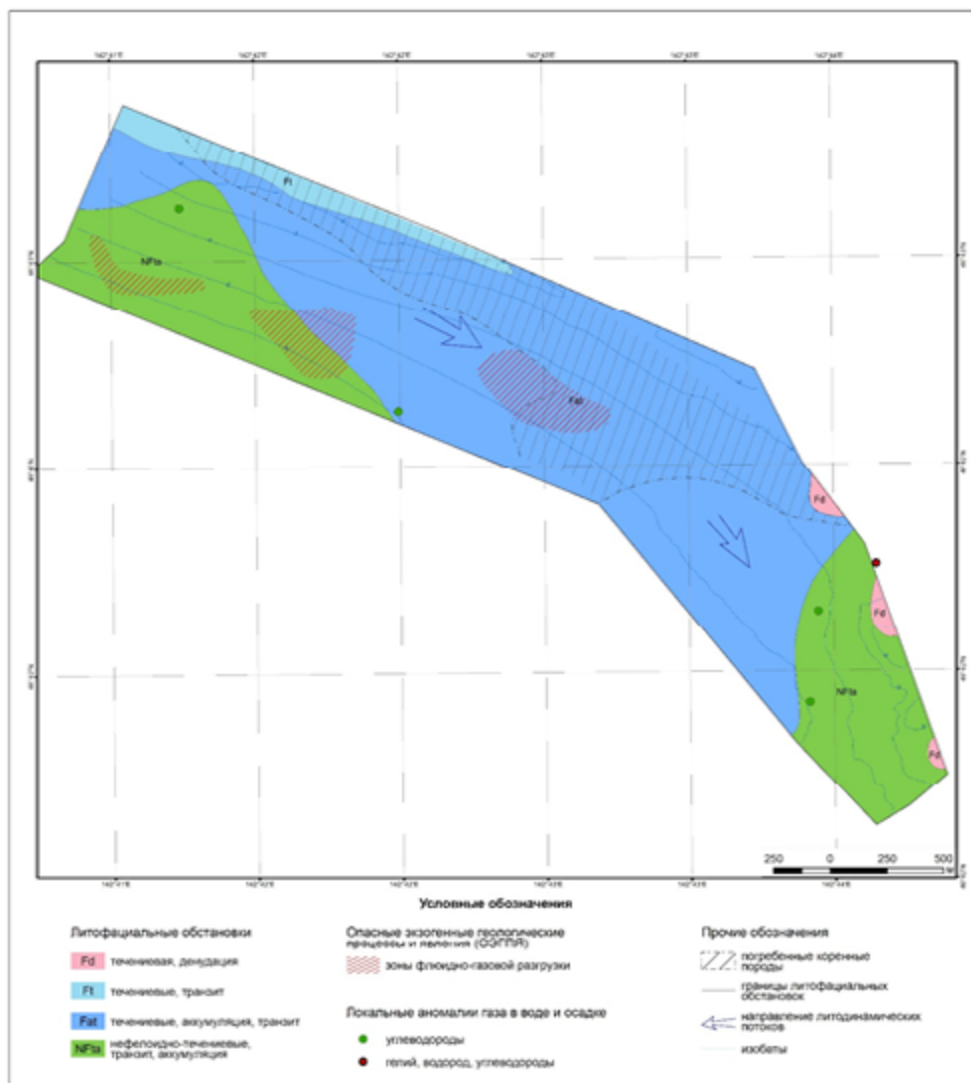 Ft
NFta
Fat
Fd
Fd
NFta
Fd
250 0 250 500
м
Условные обозначения
Литофациальные обстановки
Fd течениевая, денудация
Ft течениевые, транзит
Fat течениевые, аккумуляция, транзит
NFta нефелоидно-течениевые,
транзит, аккумуляция
Опасные экзогенные геологические
процессы и явления (ОЭГПЯ)
зоны флюидно-газовой разгрузки
Локальные аномалии газа в воде и осадке
углеводороды
гелий, водород, углеводороды
Прочие обозначения
погребенные коренные
породы
границы литофациальных
обстановок
направление литодинамических
потоков
изобаты